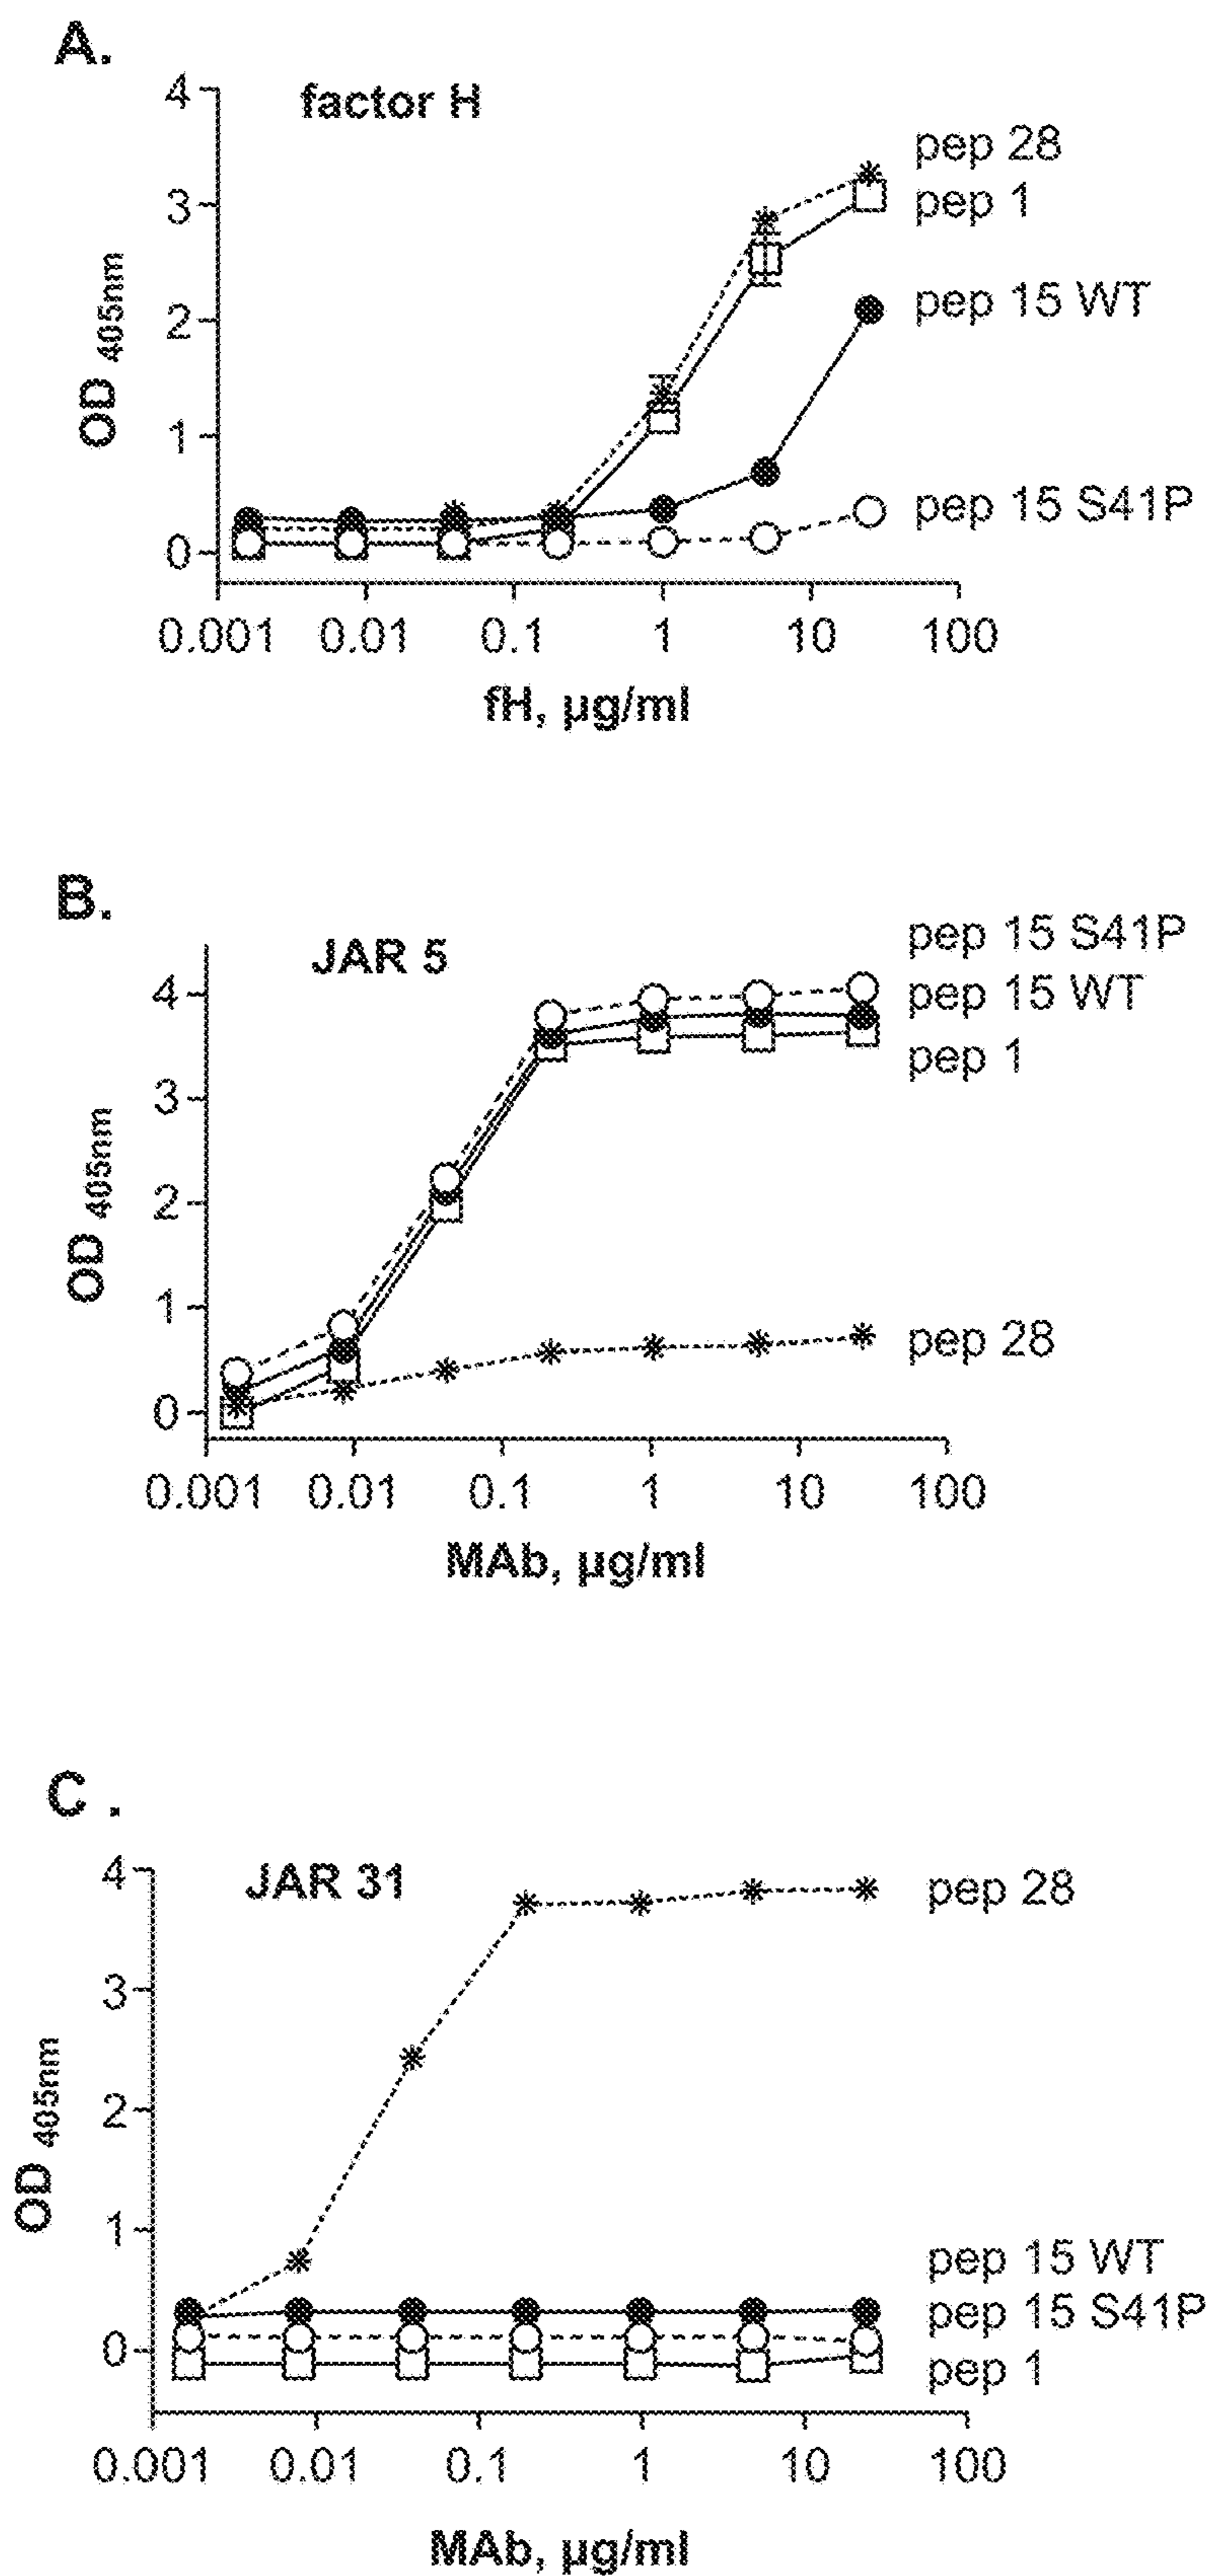 A.
factor H
4
3
2
1
0
OD 405nm
pep 28
pep 1
pep 15 WT
pep 15 S41P
0.001 0.01 0.1 1 10 100
fH, µg/ml
B.
JAR 5
4
3
2
1
0
OD 405nm
pep 15 S41P
pep 15 WT
pep 1
pep 28
0.001 0.01 0.1 1 10 100
MAb, µg/ml
C .
JAR 31
4
3
2
1
0
OD 405nm
pep 28
pep 15 WT
pep 15 S41P
pep 1
0.001 0.01 0.1 1 10 100
MAb, µg/ml